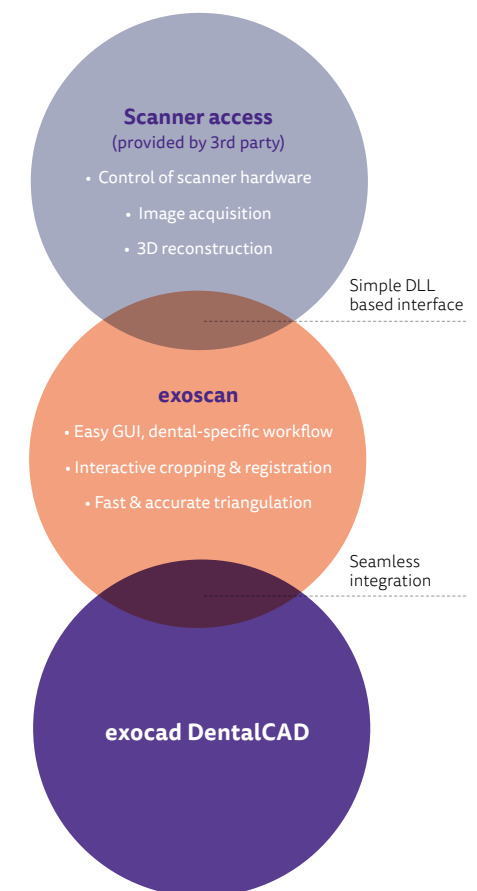 Scanner access
(provided by 3rd party)
• Control of scanner hardware
• Image acquisition
• 3D reconstruction
Simple DLL
based interface
exoscan
• Easy GUI, dental-specific workflow
• Interactive cropping & registration
• Fast & accurate triangulation
Seamless
integration
exocad DentalCAD